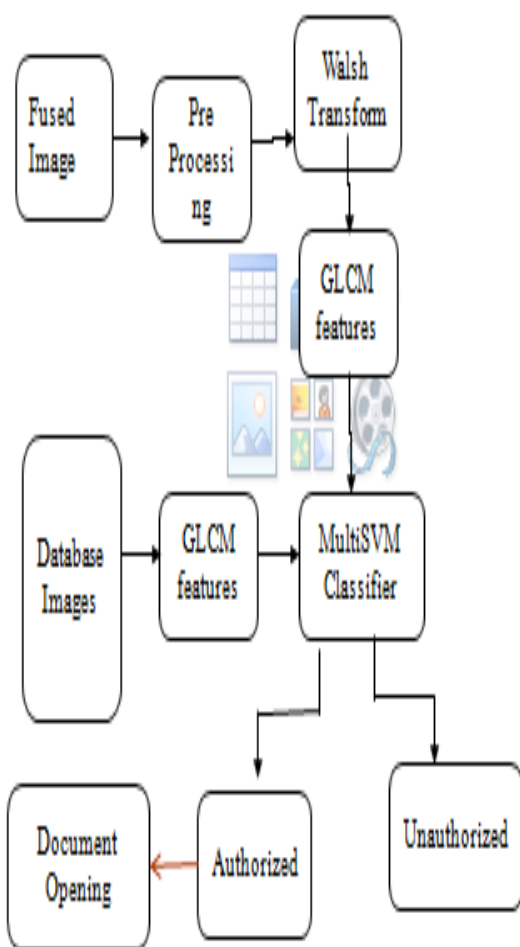 Fused
Image
Pre
Processi
ng
Walsh
Transform
GLCM
features
Database
Images
GLCM
features
MultiSVM
Classifier
Document
Opening
Authorized
Unauthorized